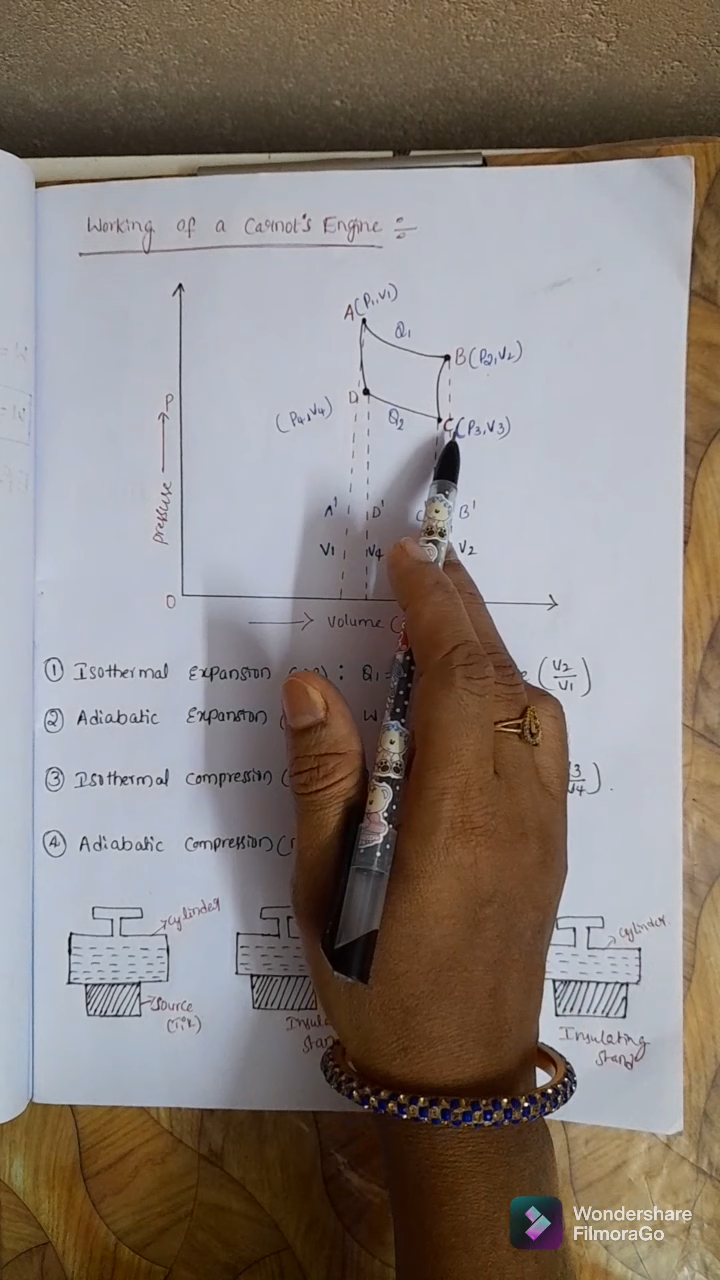 Working of a Carnot's Engine :-
A(P1,V1)
Q1
B(P2,V2)
P
D
(P4,V4)
Q2
C(P3,V3)
Pressure
A' D' B'
V1 V4 V2
O
Volume
① Isothermal Expansion : Q1= (V2/V1)
② Adiabatic Expansion ( W
③ Isothermal compression ( V4).
④ Adiabatic Compression (
cylinder
cylinder
source
(T1°K)
Insulating
stand
Wondershare
FilmoraGo